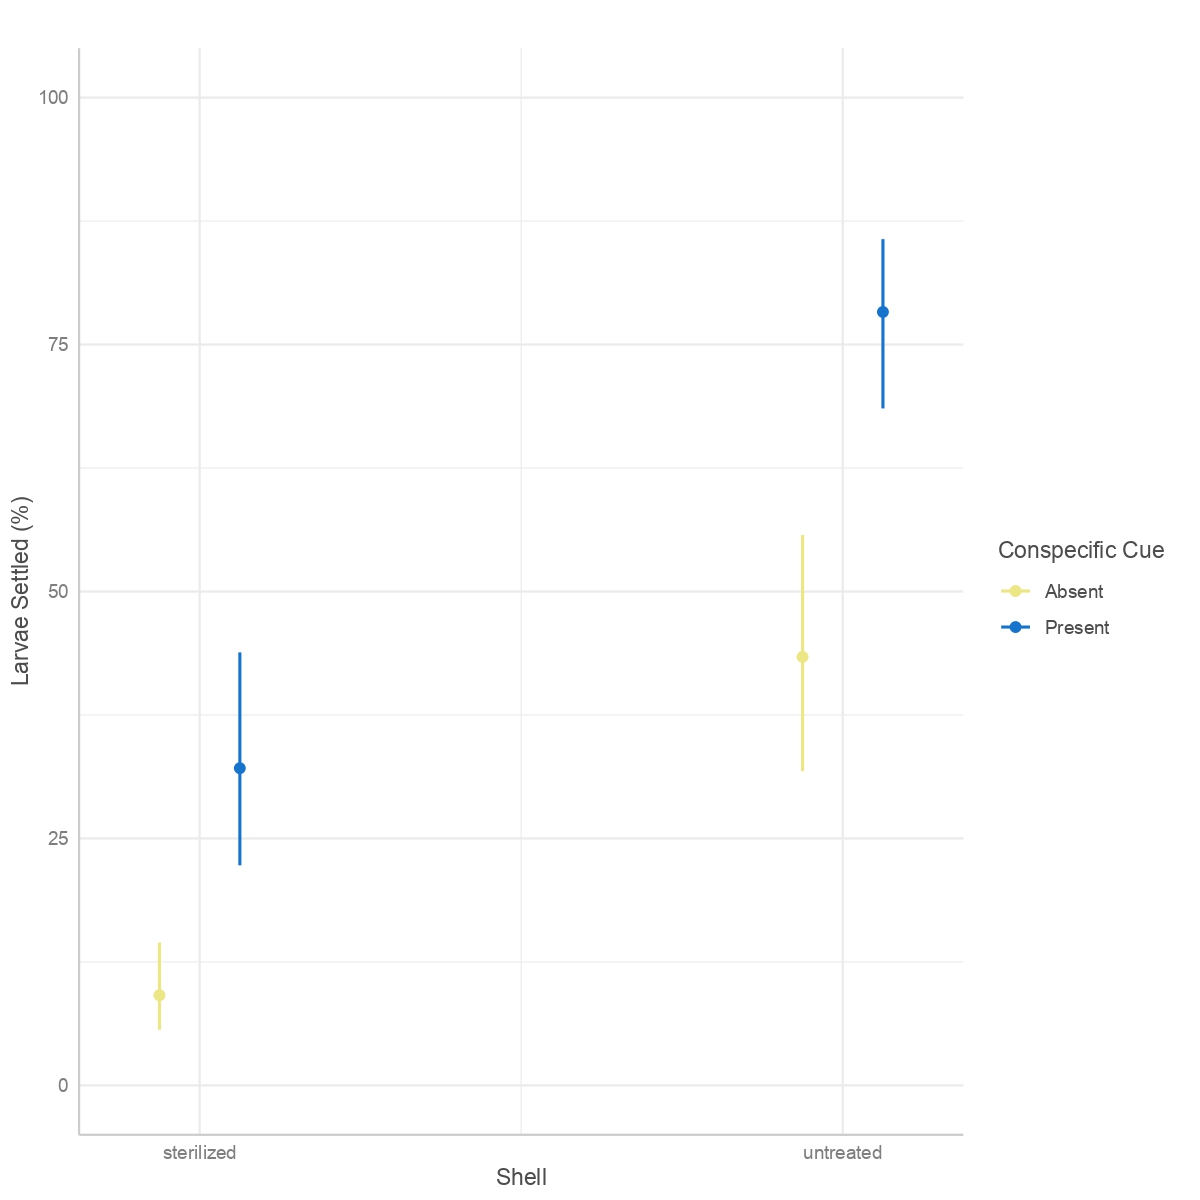 100
75
50
25
0
Larvae Settled (%)
sterilized
untreated
Shell
Conspecific Cue
Absent
Present